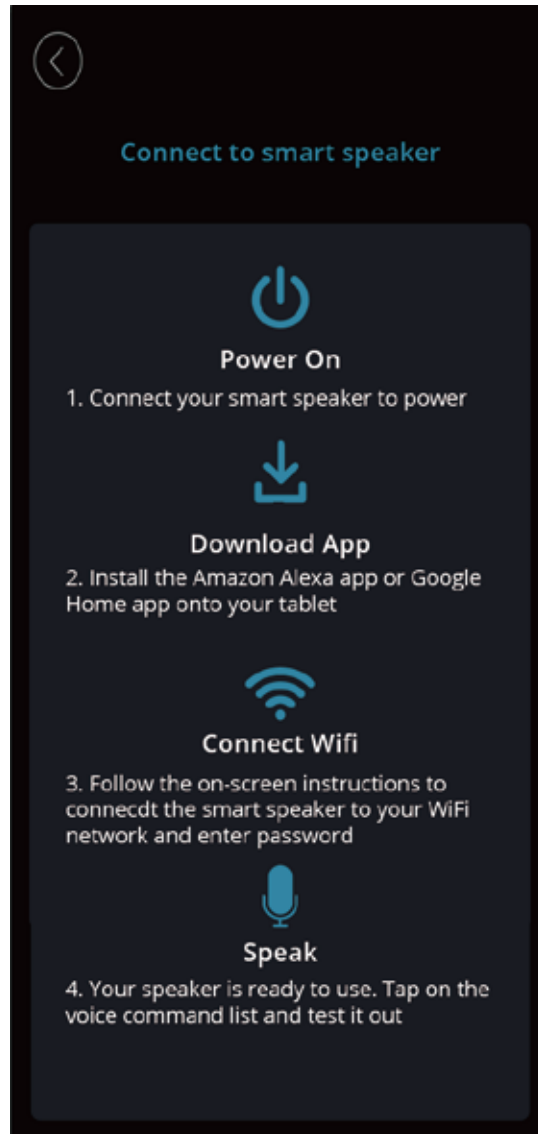 Connect to smart speaker
Power On
1. Connect your smart speaker to power
Download App
2. Install the Amazon Alexa app or Google
Home app onto your tablet
Connect Wifi
3. Follow the on-screen instructions to
connecdt the smart speaker to your WiFi
network and enter password
Speak
4. Your speaker is ready to use. Tap on the
voice command list and test it out